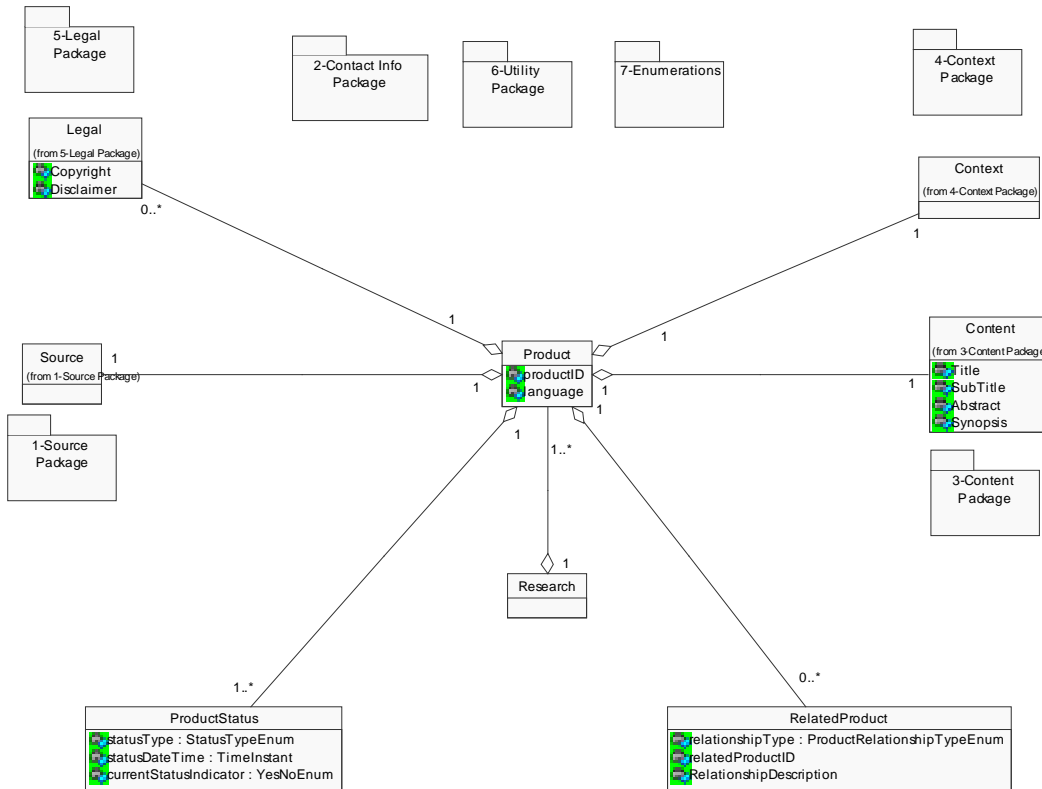 5-Legal
Package
2-Contact Info
Package
6-Utility
Package
7-Enumerations
4-Context
Package
Legal
(from 5-Legal Package)
Copyright
Disclaimer
0..*
Context
(from 4-Context Package)
1
1
1
Source
(from 1-Source Package)
1
1
Product
productID
language
1
1
Content
(from 3-Content Package)
Title
SubTitle
Abstract
Synopsis
1-Source
Package
3-Content
Package
1
1..*
1
1
Research
1..*
0..*
ProductStatus
statusType : StatusTypeEnum
statusDateTime : TimeInstant
currentStatusIndicator : YesNoEnum
RelatedProduct
relationshipType : ProductRelationshipTypeEnum
relatedProductID
RelationshipDescription